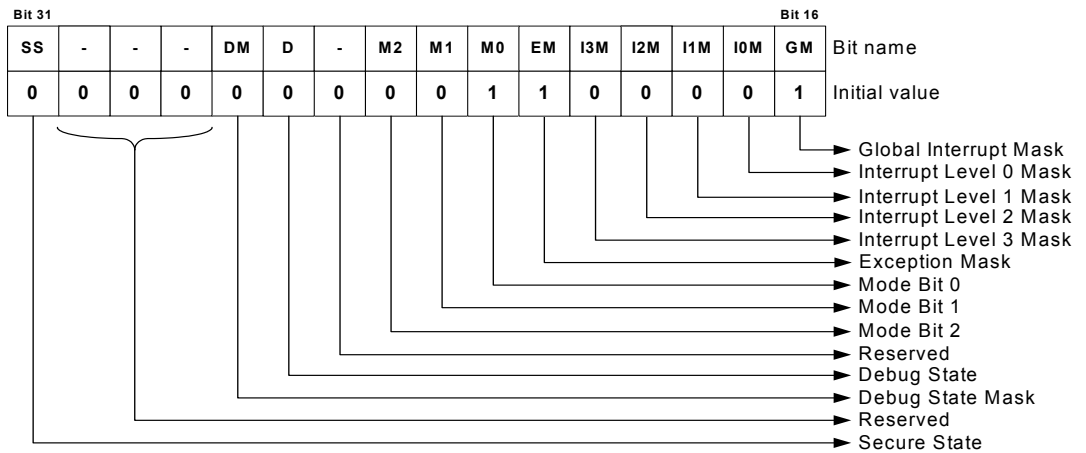 Bit 31 Bit 16
SS - - - DM D - M2 M1 M0 EM I3M I2M I1M I0M GM Bit name
0 0 0 0 0 0 0 0 0 1 1 0 0 0 0 1 Initial value
Global Interrupt Mask
Interrupt Level 0 Mask
Interrupt Level 1 Mask
Interrupt Level 2 Mask
Interrupt Level 3 Mask
Exception Mask
Mode Bit 0
Mode Bit 1
Mode Bit 2
Reserved
Debug State
Debug State Mask
Reserved
Secure State